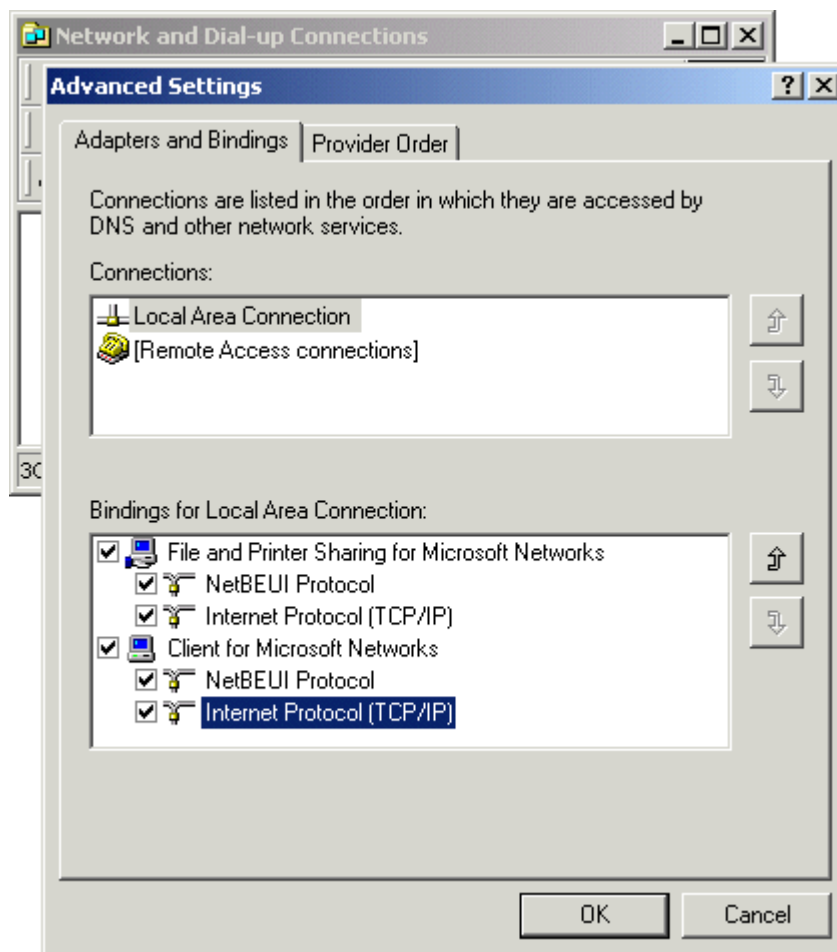 Network and Dial-up Connections
Advanced Settings
Adapters and Bindings
Provider Order
Connections are listed in the order in which they are accessed by
DNS and other network services.
Connections:
Local Area Connection
[Remote Access connections]
Bindings for Local Area Connection:
File and Printer Sharing for Microsoft Networks
NetBEUI Protocol
Internet Protocol (TCP/IP)
Client for Microsoft Networks
NetBEUI Protocol
Internet Protocol (TCP/IP)
OK
Cancel